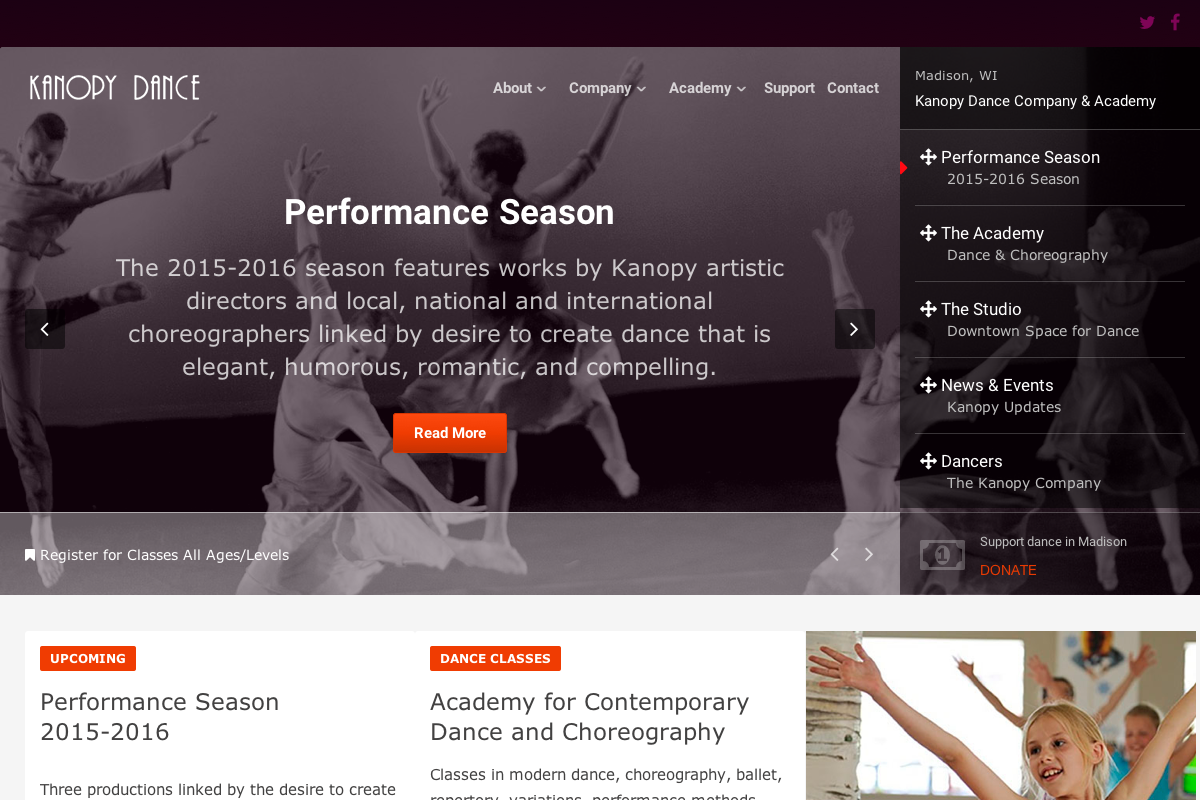 KANOPY DANCE
About
Company
Academy
Support
Contact
Madison, WI
Kanopy Dance Company & Academy
Performance Season
The 2015-2016 season features works by Kanopy artistic
directors and local, national and international
choreographers linked by desire to create dance that is
elegant, humorous, romantic, and compelling.
Read More
Performance Season
2015-2016 Season
The Academy
Dance & Choreography
The Studio
Downtown Space for Dance
News & Events
Kanopy Updates
Dancers
The Kanopy Company
Register for Classes All Ages/Levels
1
Support dance in Madison
DONATE
UPCOMING
Performance Season
2015-2016
Three productions linked by the desire to create
DANCE CLASSES
Academy for Contemporary
Dance and Choreography
Classes in modern dance, choreography, ballet,
repertory, variations, performance methods,